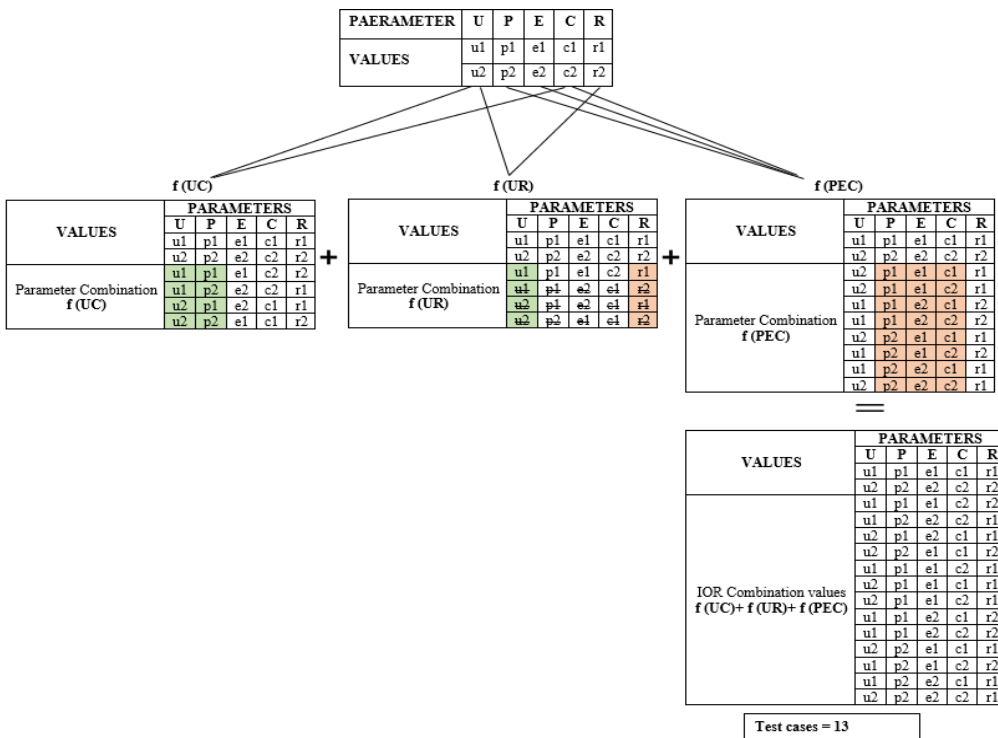 PAERAMETER U P E C R
VALUES
u1 p1 e1 c1 r1
u2 p2 e2 c2 r2
f (UC)
VALUES
PARAMETERS
U P E C R
u1 p1 e1 c1 r1
u2 p2 e2 c2 r2
Parameter Combination
f (UC)
u1 p1 e1 c2 r2
u1 p2 e2 c2 r1
u2 p1 e2 c1 r1
u2 p2 e1 c1 r2
+
f (UR)
VALUES
PARAMETERS
U P E C R
u1 p1 e1 c1 r1
u2 p2 e2 c2 r2
Parameter Combination
f (UR)
u1 p1 e1 c2 r1
u1 p1 e2 c1 r2
u2 p1 e2 c1 r1
u2 p2 e1 c1 r2
+
f (PEC)
VALUES
PARAMETERS
U P E C R
u1 p1 e1 c1 r1
u2 p2 e2 c2 r2
Parameter Combination
f (PEC)
u2 p1 e1 c1 r1
u2 p1 e1 c2 r1
u1 p1 e2 c1 r2
u1 p1 e2 c2 r2
u2 p2 e1 c1 r1
u1 p2 e1 c2 r2
u1 p2 e2 c1 r1
u2 p2 e2 c2 r1
=
VALUES
PARAMETERS
U P E C R
u1 p1 e1 c1 r1
u2 p2 e2 c2 r2
IOR Combination values
f (UC)+ f (UR)+ f (PEC)
u1 p1 e1 c2 r2
u1 p2 e2 c2 r1
u2 p1 e2 c1 r1
u2 p2 e1 c1 r2
u1 p1 e1 c2 r1
u2 p1 e1 c1 r1
u2 p1 e1 c2 r1
u1 p1 e2 c1 r2
u1 p1 e2 c2 r2
u2 p2 e1 c1 r1
u1 p2 e1 c2 r2
u1 p2 e2 c1 r1
u2 p2 e2 c2 r1
Test cases = 13